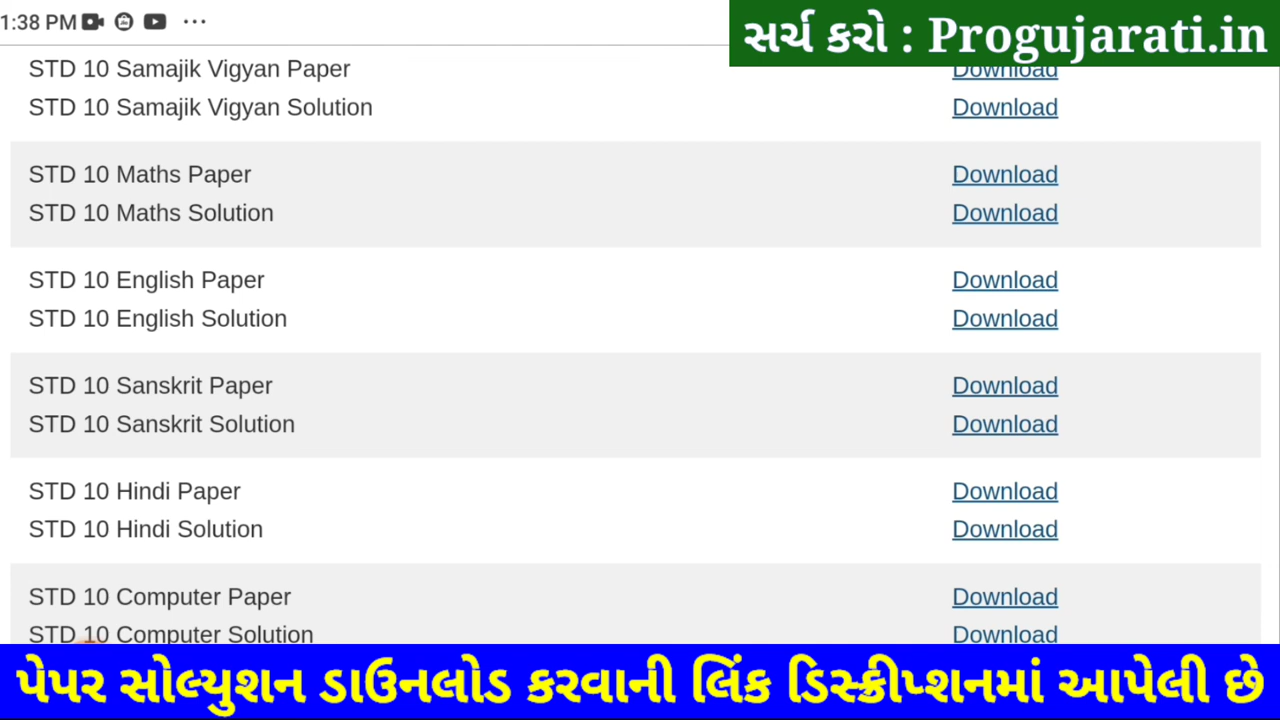 1:38 PM
સર્ચ કરો : Progujarati.in
STD 10 Samajik Vigyan Paper Download
STD 10 Samajik Vigyan Solution Download
STD 10 Maths Paper Download
STD 10 Maths Solution Download
STD 10 English Paper Download
STD 10 English Solution Download
STD 10 Sanskrit Paper Download
STD 10 Sanskrit Solution Download
STD 10 Hindi Paper Download
STD 10 Hindi Solution Download
STD 10 Computer Paper Download
STD 10 Computer Solution Download
પેપર સોલ્યુશન ડાઉનલોડ કરવાની લિંક ડિસ્ક્રીપ્શનમાં આપેલી છે